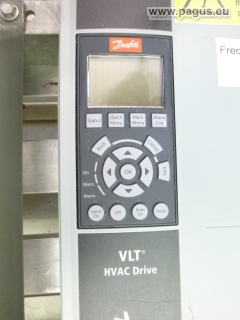 www.pagus.eu
Danfoss
Freq
Status
Quick Menu
Main Menu
Alarm Log
Back
Cancel
Info
OK
On
Warn.
Alarm
Hand On
Off
Auto On
Reset
VLT®
HVAC Drive